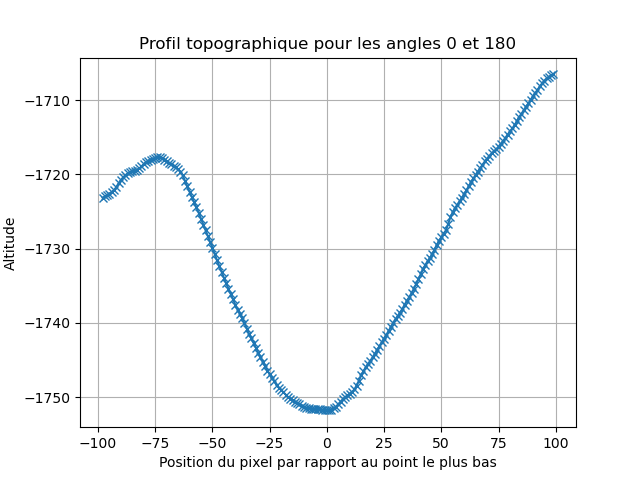 Profil topographique pour les angles 0 et 180
−1710
−1720
−1730
−1740
−1750
Altitude
−100 −75 −50 −25 0 25 50 75 100
Position du pixel par rapport au point le plus bas